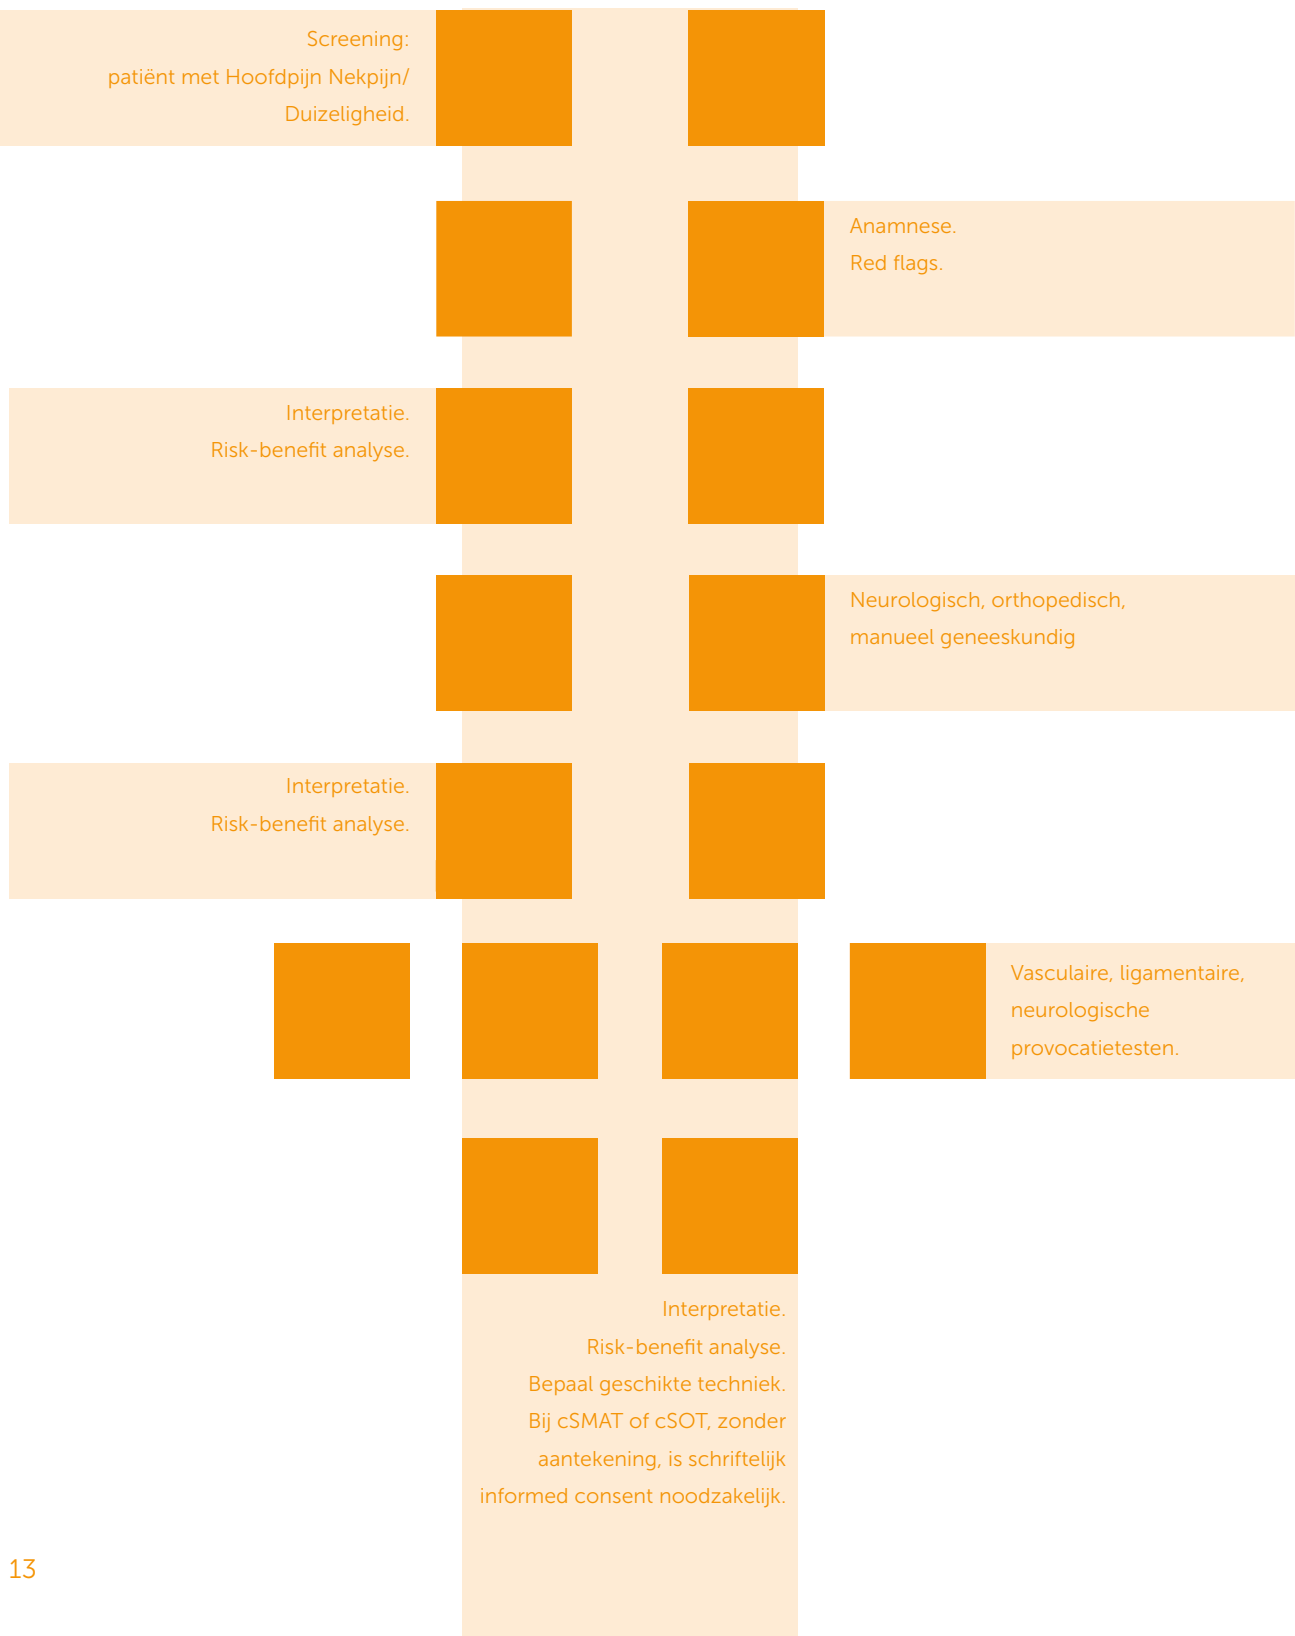 Screening:
patiënt met Hoofdpijn Nekpijn/
Duizeligheid.
Anamnese.
Red flags.
Interpretatie.
Risk-benefit analyse.
Neurologisch, orthopedisch,
manueel geneeskundig
Interpretatie.
Risk-benefit analyse.
Vasculaire, ligamentaire,
neurologische
provocatietesten.
Interpretatie.
Risk-benefit analyse.
Bepaal geschikte techniek.
Bij cSMAT of cSOT, zonder
aantekening, is schriftelijk
informed consent noodzakelijk.
13